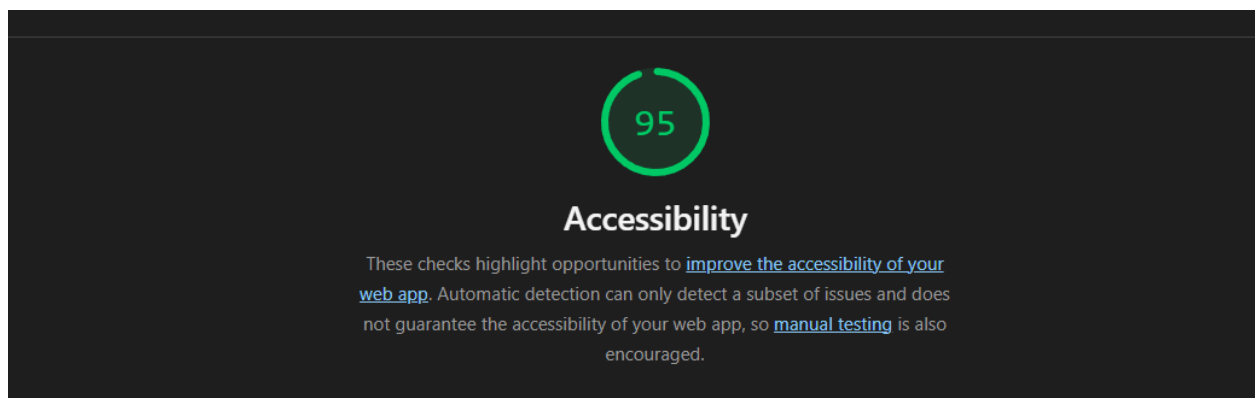 95
Accessibility
These checks highlight opportunities to improve the accessibility of your
web app. Automatic detection can only detect a subset of issues and does
not guarantee the accessibility of your web app, so manual testing is also
encouraged.